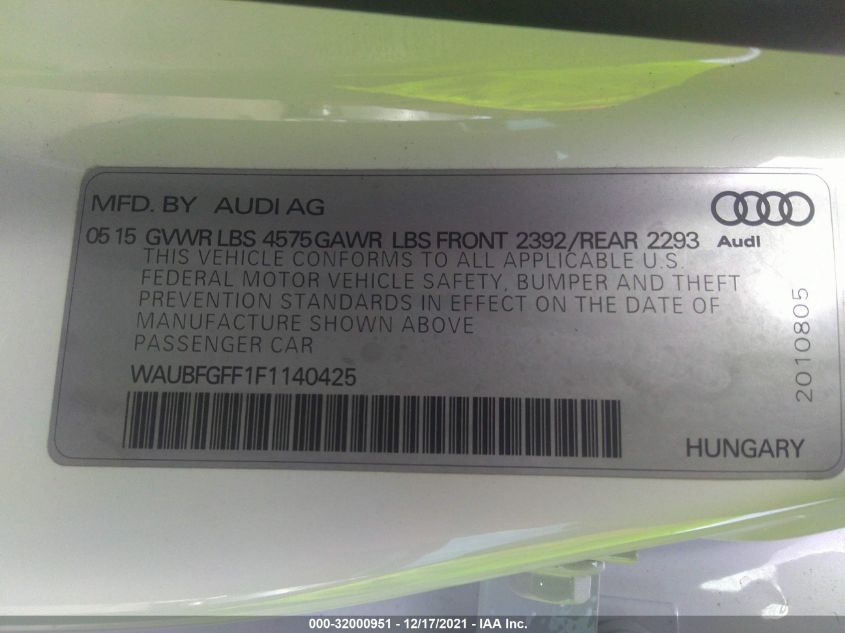 MFD. BY AUDI AG
05 15 GVWR LBS 4575 GAWR LBS FRONT 2392/REAR 2293
Audi
THIS VEHICLE CONFORMS TO ALL APPLICABLE U.S.
FEDERAL MOTOR VEHICLE SAFETY, BUMPER AND THEFT
PREVENTION STANDARDS IN EFFECT ON THE DATE OF
MANUFACTURE SHOWN ABOVE
PASSENGER CAR
WAUBFGFF1F1140425
2010805
HUNGARY
000-32000951 - 12/17/2021 - IAA Inc.